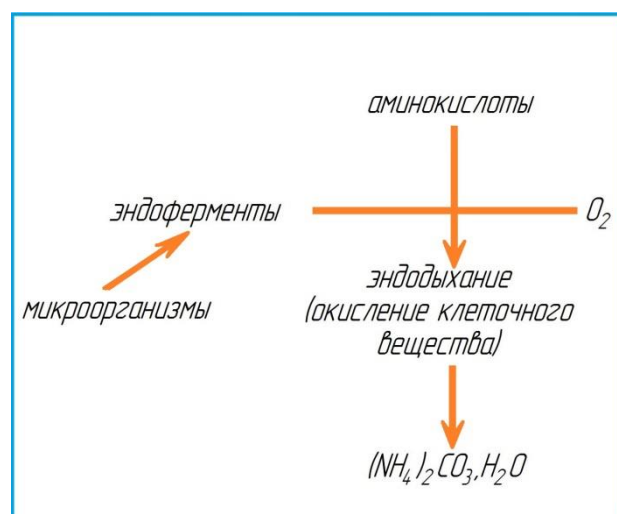 аминокислоты
эндоферменты
O₂
микроорганизмы
эндодыхание
(окисление клеточного
вещества)
(NH₄)₂CO₃,H₂O